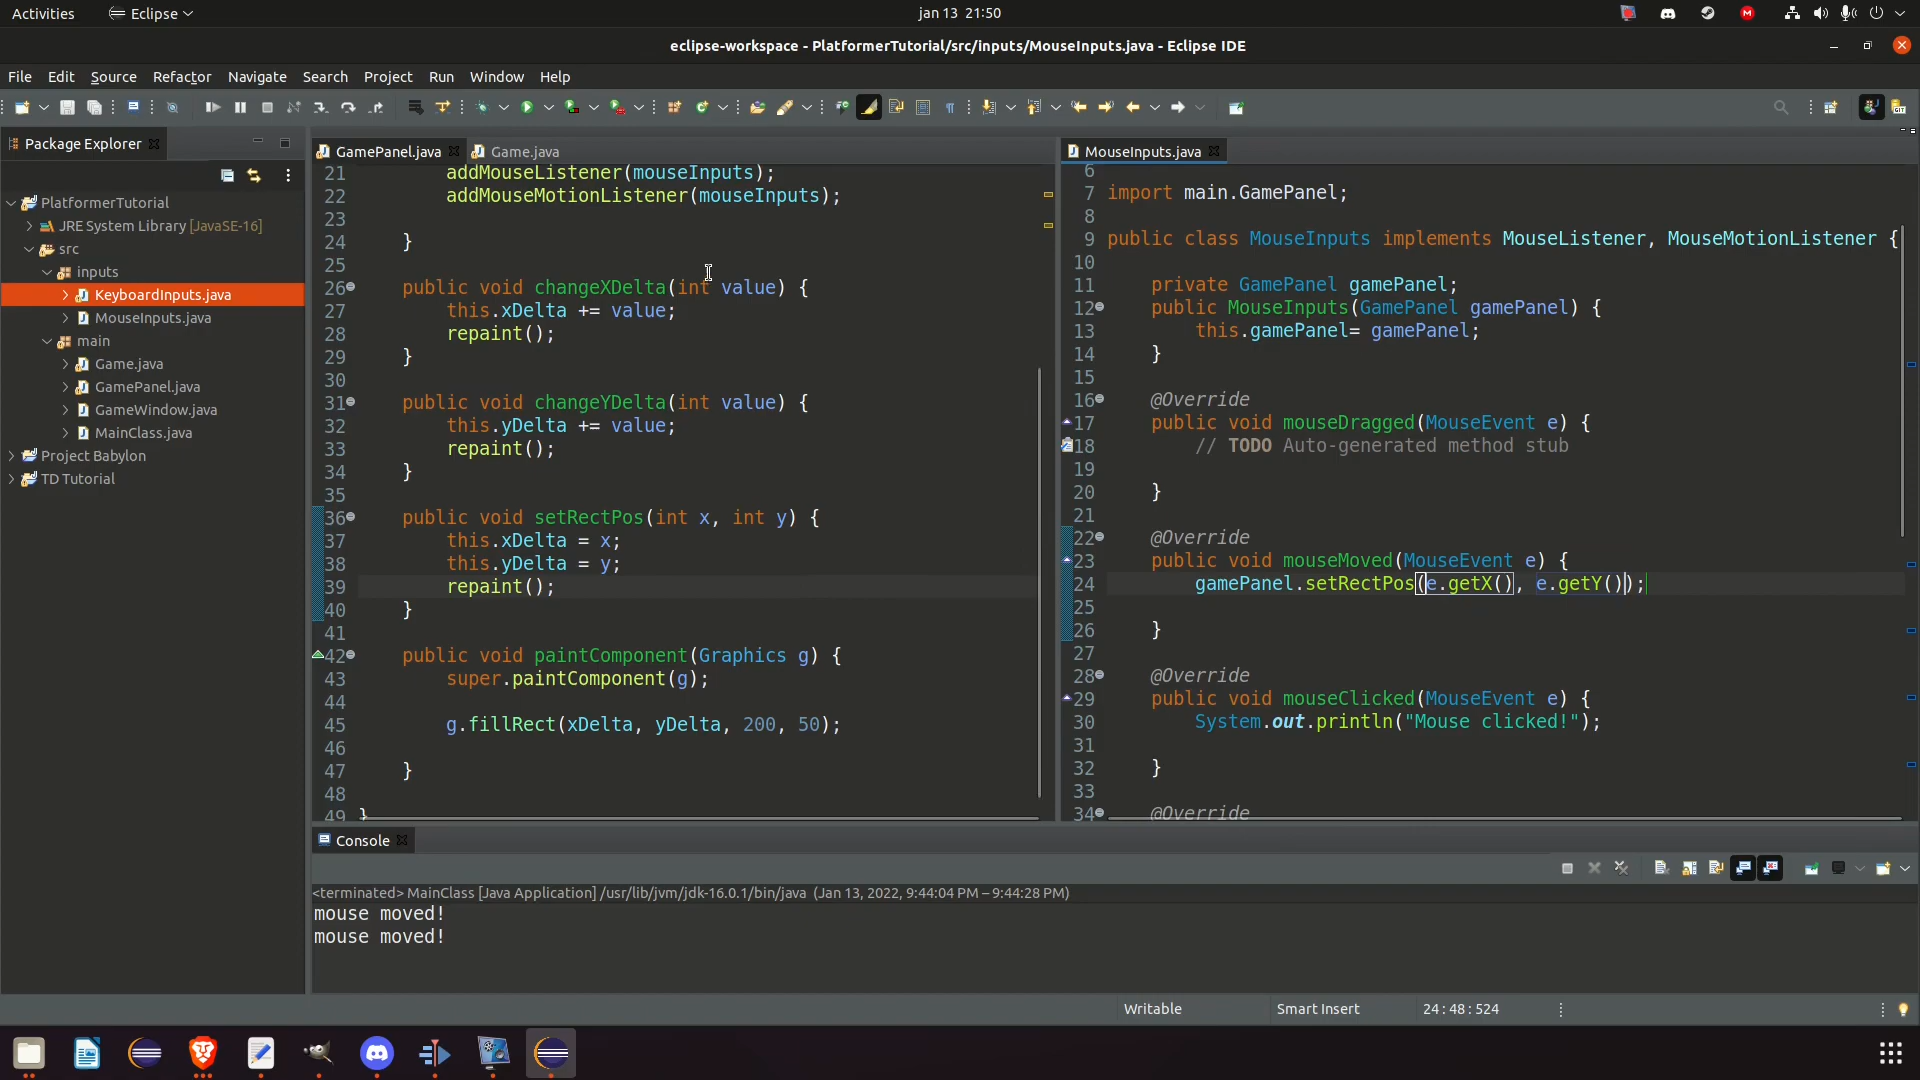 Activities
Eclipse
jan 13 21:50
eclipse-workspace - PlatformerTutorial/src/inputs/MouseInputs.java - Eclipse IDE
File Edit Source Refactor Navigate Search Project Run Window Help
Package Explorer
PlatformerTutorial
JRE System Library [JavaSE-16]
src
inputs
KeyboardInputs.java
MouseInputs.java
main
Game.java
GamePanel.java
GameWindow.java
MainClass.java
Project Babylon
TD Tutorial
GamePanel.java
Game.java
21 addMouseListener(mouseInputs);
22 addMouseMotionListener(mouseInputs);
23
24 }
25
26 public void changeXDelta(int value) {
27 this.xDelta += value;
28 repaint();
29 }
30
31 public void changeYDelta(int value) {
32 this.yDelta += value;
33 repaint();
34 }
35
36 public void setRectPos(int x, int y) {
37 this.xDelta = x;
38 this.yDelta = y;
39 repaint();
40 }
41
42 public void paintComponent(Graphics g) {
43 super.paintComponent(g);
44
45 g.fillRect(xDelta, yDelta, 200, 50);
46
47 }
48
49 }
MouseInputs.java
6
7 import main.GamePanel;
8
9 public class MouseInputs implements MouseListener, MouseMotionListener {
10
11 private GamePanel gamePanel;
12 public MouseInputs(GamePanel gamePanel) {
13 this.gamePanel= gamePanel;
14 }
15
16 @Override
17 public void mouseDragged(MouseEvent e) {
18 // TODO Auto-generated method stub
19
20 }
21
22 @Override
23 public void mouseMoved(MouseEvent e) {
24 gamePanel.setRectPos(e.getX(), e.getY());
25
26 }
27
28 @Override
29 public void mouseClicked(MouseEvent e) {
30 System.out.println("Mouse clicked!");
31
32 }
33
34 @Override
Console
<terminated> MainClass [Java Application] /usr/lib/jvm/jdk-16.0.1/bin/java (Jan 13, 2022, 9:44:04 PM – 9:44:28 PM)
mouse moved!
mouse moved!
Writable
Smart Insert
24 : 48 : 524